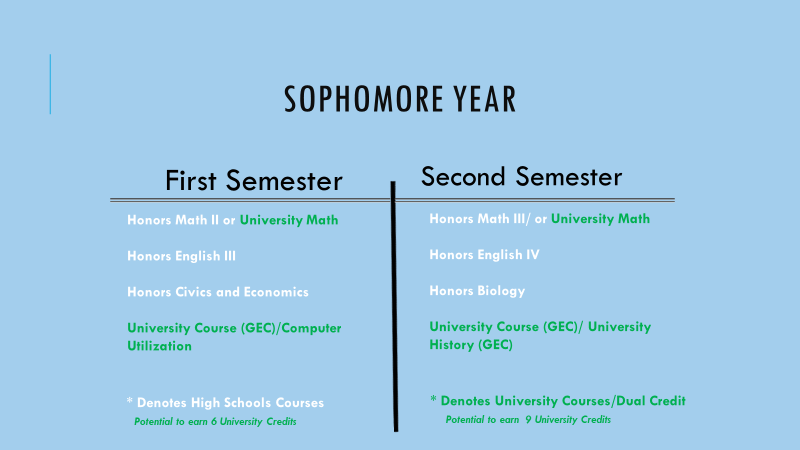 SOPHOMORE YEAR
First Semester
Honors Math II or University Math
Honors English III
Honors Civics and Economics
University Course (GEC)/Computer
Utilization
* Denotes High Schools Courses
Potential to earn 6 University Credits
Second Semester
Honors Math III/ or University Math
Honors English IV
Honors Biology
University Course (GEC)/ University
History (GEC)
* Denotes University Courses/Dual Credit
Potential to earn 9 University Credits